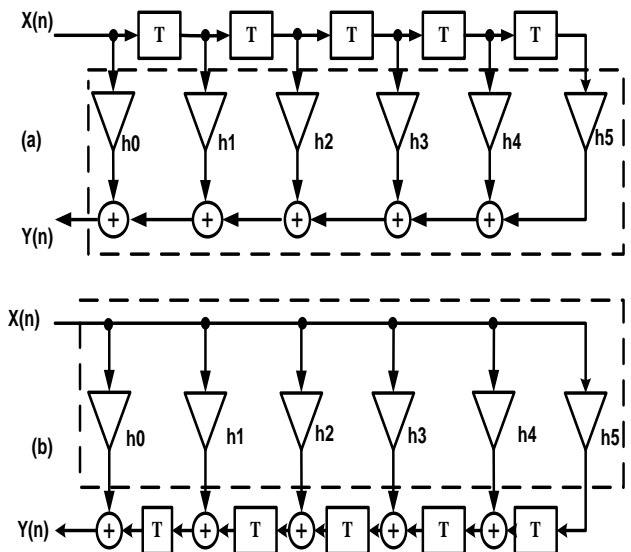 X(n) T T T T T
(a) h0 h1 h2 h3 h4 h5
+ + + + +
Y(n)
X(n)
(b) h0 h1 h2 h3 h4 h5
Y(n) + T + T + T + T + T